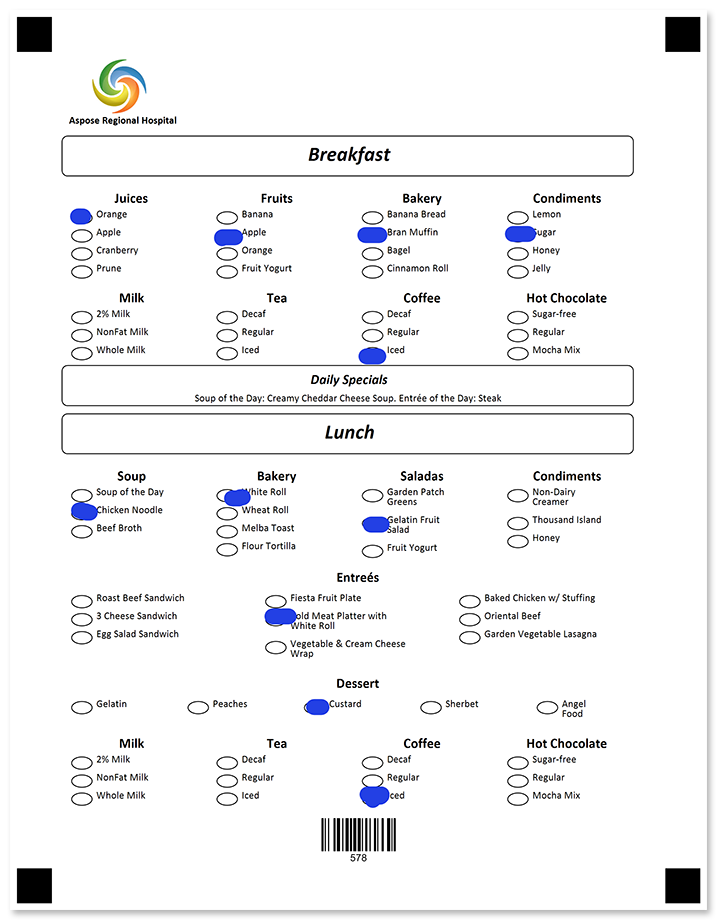 Aspose Regional Hospital
Breakfast
Juices Fruits Bakery Condiments
Orange Banana Banana Bread Lemon
Apple Apple Bran Muffin Sugar
Cranberry Orange Bagel Honey
Prune Fruit Yogurt Cinnamon Roll Jelly
Milk Tea Coffee Hot Chocolate
2% Milk Decaf Decaf Sugar-free
NonFat Milk Regular Regular Regular
Whole Milk Iced Iced Mocha Mix
Daily Specials
Soup of the Day: Creamy Cheddar Cheese Soup. Entrée of the Day: Steak
Lunch
Soup Bakery Saladas Condiments
Soup of the Day White Roll Garden Patch Non-Dairy
Greens Creamer
Chicken Noodle Wheat Roll Gelatin Fruit Thousand Island
Salad
Beef Broth Melba Toast Fruit Yogurt Honey
Flour Tortilla
Entreés
Roast Beef Sandwich Fiesta Fruit Plate Baked Chicken w/ Stuffing
3 Cheese Sandwich Cold Meat Platter with Oriental Beef
White Roll
Egg Salad Sandwich Vegetable & Cream Cheese Garden Vegetable Lasagna
Wrap
Dessert
Gelatin Peaches Custard Sherbet Angel
Food
Milk Tea Coffee Hot Chocolate
2% Milk Decaf Decaf Sugar-free
NonFat Milk Regular Regular Regular
Whole Milk Iced Iced Mocha Mix
578